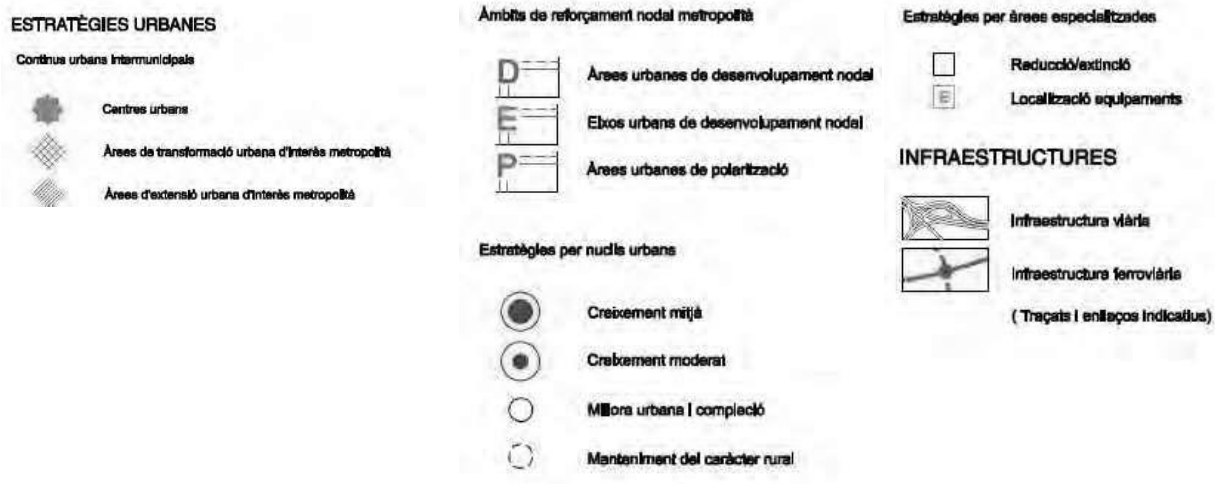 ESTRATÈGIES URBANES
Continus urbans intermunicipals
Centres urbans
Àrees de transformació urbana d'interès metropolità
Àrees d'extensió urbana d'interès metropolità
Àmbits de reforçament nodal metropolità
D
Àrees urbanes de desenvolupament nodal
E
Eixos urbans de desenvolupament nodal
P
Àrees urbanes de polarització
Estratègies per nuclis urbans
Creixement mitjà
Creixement moderat
Millora urbana i compleció
Manteniment del caràcter rural
Estratègies per àrees especialitzades
Reducció/extinció
E
Localització equipaments
INFRAESTRUCTURES
Infraestructura viària
Infraestructura ferroviària
( Traçats i enllaços indicatius)